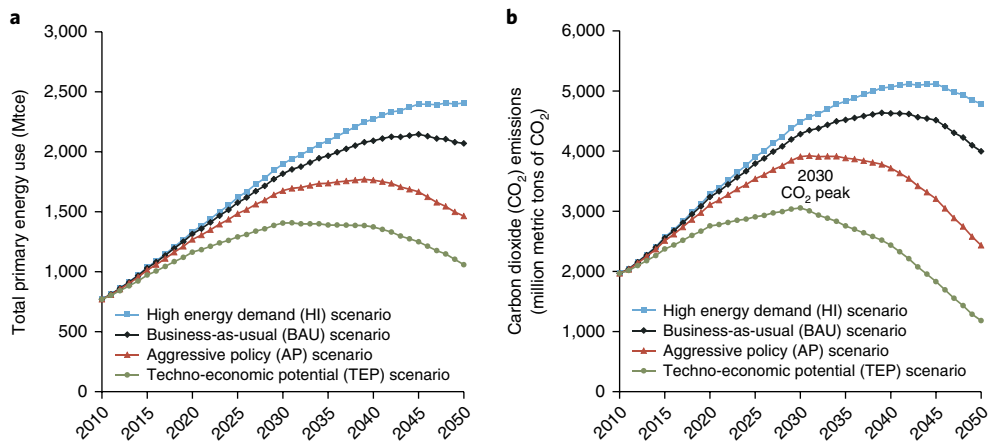 a
Total primary energy use (Mtce)
3,000
2,500
2,000
1,500
1,000
500
0
High energy demand (HI) scenario
Business-as-usual (BAU) scenario
Aggressive policy (AP) scenario
Techno-economic potential (TEP) scenario
2010
2015
2020
2025
2030
2035
2040
2045
2050
b
Carbon dioxide (CO₂) emissions
(million metric tons of CO₂)
6,000
5,000
4,000
3,000
2,000
1,000
0
2030
CO₂ peak
High energy demand (HI) scenario
Business-as-usual (BAU) scenario
Aggressive policy (AP) scenario
Techno-economic potential (TEP) scenario
2010
2015
2020
2025
2030
2035
2040
2045
2050